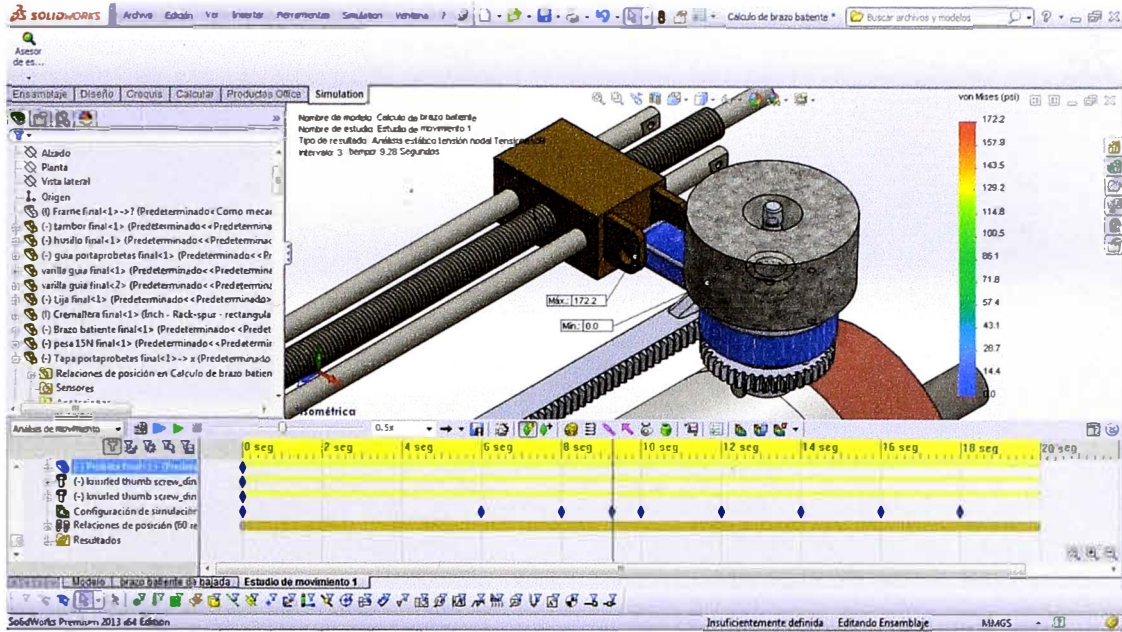 SOLIDWORKS Archivo Edición Ver Insertar Herramientas Simulation Ventana ? Calculo de brazo batiente * Buscar archivos y modelos
Asesor
de es...
Ensamblaje Diseño Croquis Calcular Productos Office Simulation
Nombre de modelo: Calculo de brazo batiente
Nombre de estudio: Estudio de movimiento 1
Tipo de resultado: Análisis estático tensión nodal
Intervalo: 3 tiempo 9.28 Segundos
von Mises (psi)
172.2
157.9
143.5
129.2
114.8
100.5
86.1
71.8
57.4
43.1
28.7
14.4
0.0
Alzado
Planta
Vista lateral
Origen
(f) Frame final<1>->? (Predeterminado<Como mecar
(-) tambor final<1> (Predeterminado<<Predetermina
(-) husillo final<1> (Predeterminado<<Predeterminac
(-) guia portaprobetas final<1> (Predeterminado<<Pr
varilla guia final<1> (Predeterminado<<Predetermina
varilla guia final<2> (Predeterminado<<Predetermina
(-) Lija final<1> (Predeterminado<<Predeterminado>
(f) Cremallera final<1> (Inch - Rack-spur - rectangula
(-) Brazo batiente final<1> (Predeterminado<<Predet
(-) pesa 15N final<1> (Predeterminado<<Predetermir
(-) Tapa portaprobetas final<1>-> x (Predeterminado
Relaciones de posición en Calculo de brazo batien
Sensores
Máx.: 172.2
Mín.: 0.0
Isométrica
Análisis de movimiento 0.5x
0 seg 2 seg 4 seg 6 seg 8 seg 10 seg 12 seg 14 seg 16 seg 18 seg 20 seg
(-) Probeta final<1> (Predete
(-) knurled thumb screw_din
(-) knurled thumb screw_din
Configuración de simulación
Relaciones de posición (60 re
Resultados
Modelo brazo batiente de bajada Estudio de movimiento 1
SolidWorks Premium 2013 x64 Edition Insuficientemente definida Editando Ensamblaje MMGS